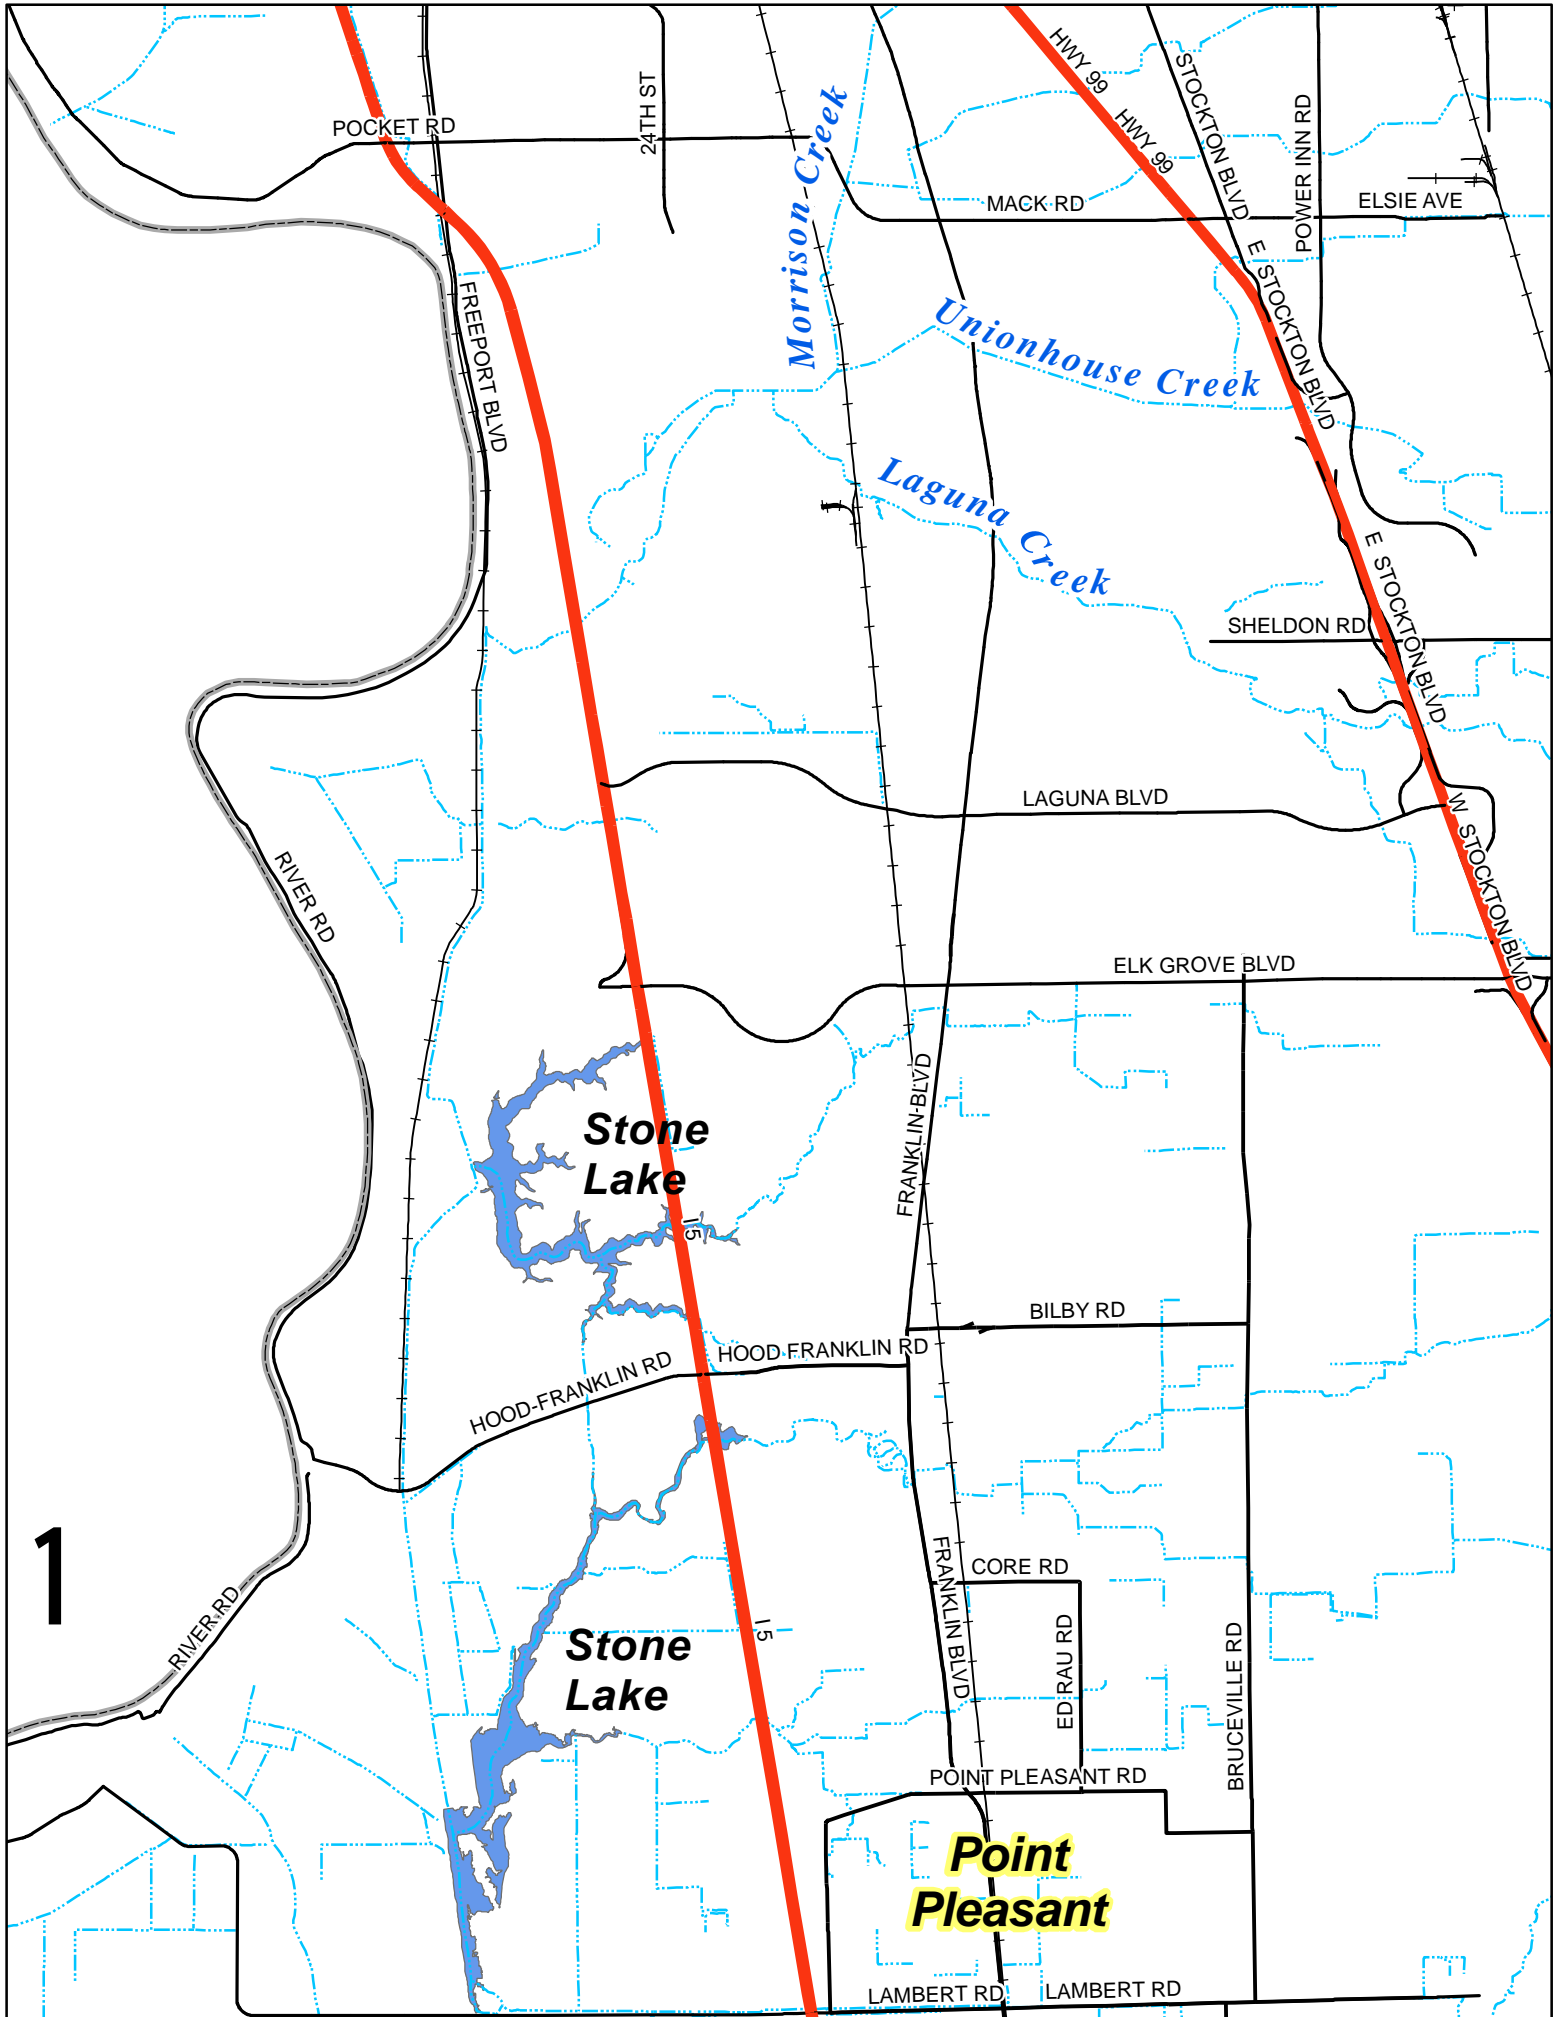 HWY 99
STOCKTON BLVD
24TH ST
POWER INN RD
POCKET RD
HWY 99
Morrison Creek
MACK RD
ELSIE AVE
E STOCKTON BLVD
FREEPORT BLVD
Unionhouse Creek
Laguna Creek
E STOCKTON BLVD
SHELDON RD
LAGUNA BLVD
W STOCKTON BLVD
RIVER RD
ELK GROVE BLVD
FRANKLIN-BLVD
Stone
Lake
I 5
BILBY RD
HOOD FRANKLIN RD
HOOD-FRANKLIN RD
1
FRANKLIN BLVD
CORE RD
RIVER RD
I 5
ED RAU RD
BRUCEVILLE RD
Stone
Lake
POINT PLEASANT RD
Point
Pleasant
LAMBERT RD
LAMBERT RD